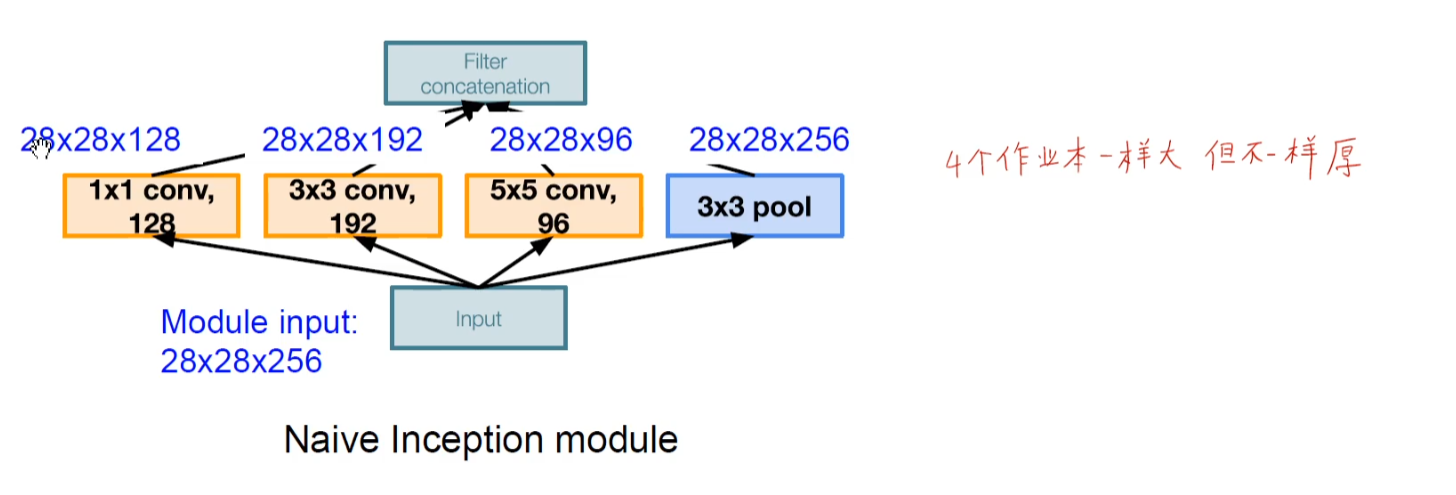 Filter
concatenation
28x28x128
28x28x192
28x28x96
28x28x256
4个作业本一样大 但不一样厚
1x1 conv,
128
3x3 conv,
192
5x5 conv,
96
3x3 pool
Input
Module input:
28x28x256
Naive Inception module